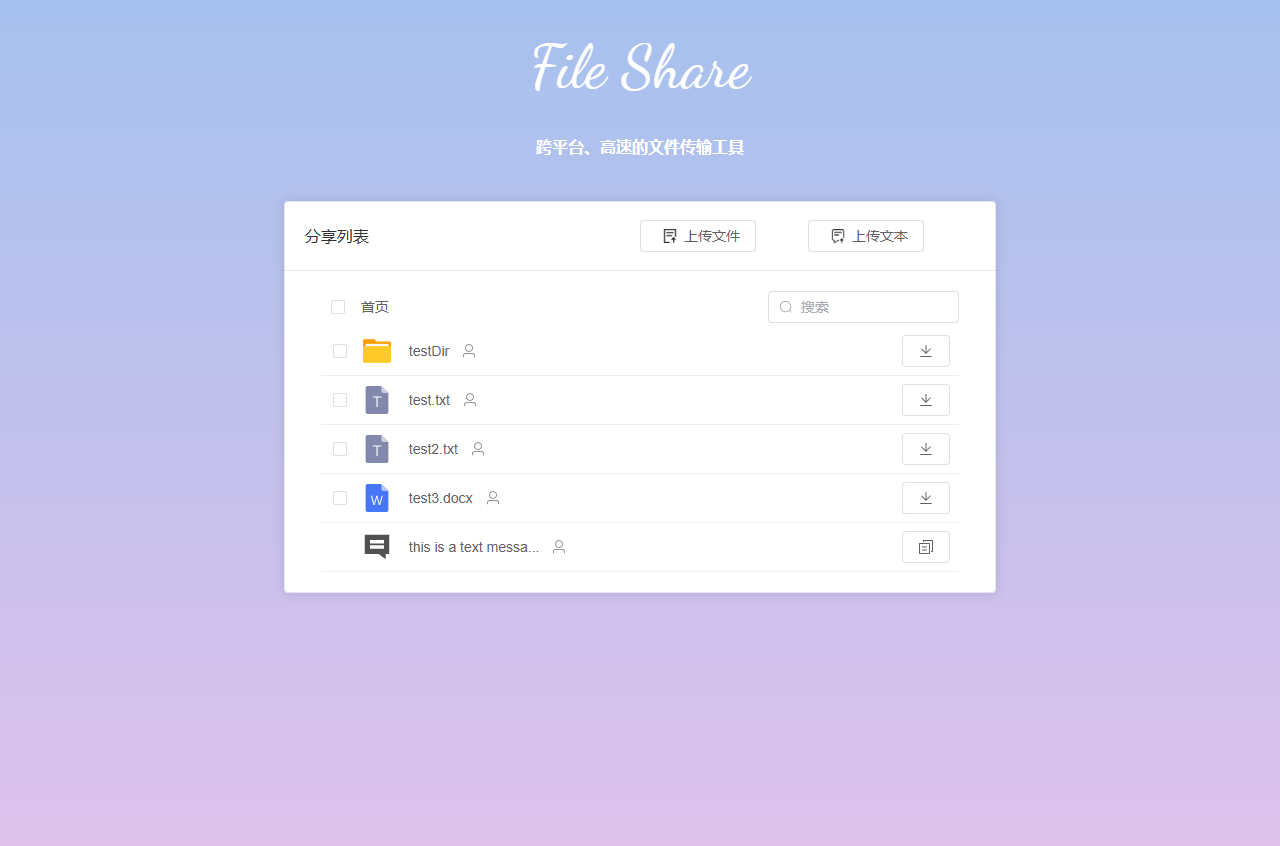 File Share
跨平台、高速的文件传输工具
分享列表
上传文件
上传文本
首页
搜索
testDir
T
test.txt
T
test2.txt
W
test3.docx
this is a text messa...